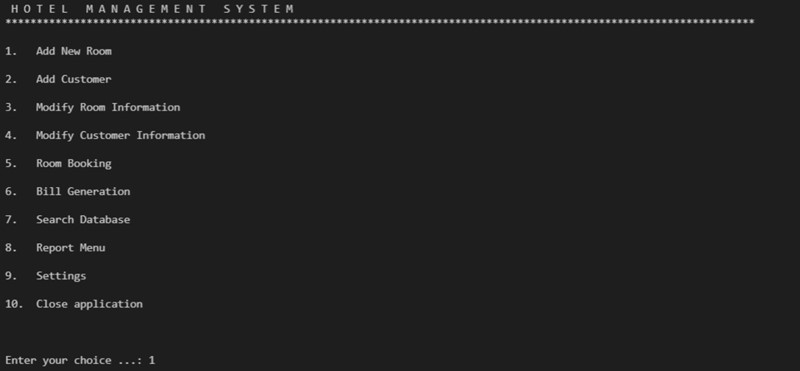 H O T E L   M A N A G E M E N T   S Y S T E M
************************************************************************************************************************
1.   Add New Room
2.   Add Customer
3.   Modify Room Information
4.   Modify Customer Information
5.   Room Booking
6.   Bill Generation
7.   Search Database
8.   Report Menu
9.   Settings
10.  Close application
Enter your choice ...: 1